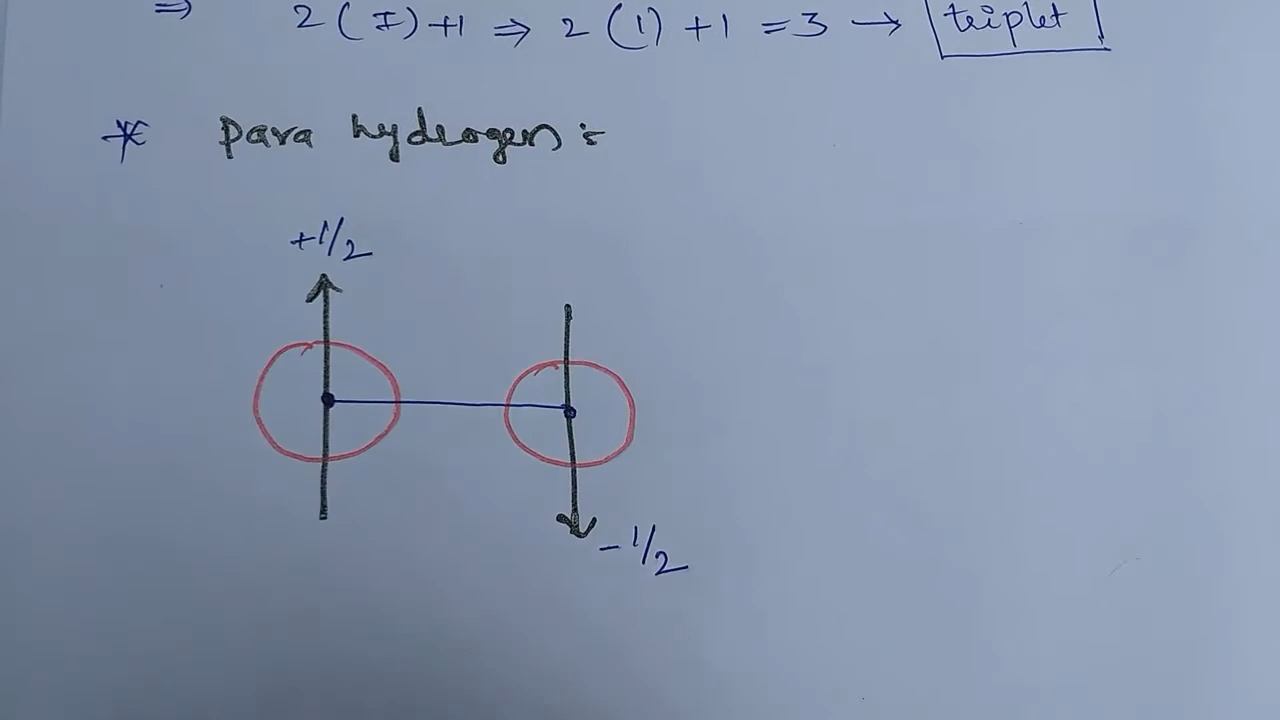 ⇒ 2(I)+1 ⇒ 2(1)+1 =3 → triplet
* Para hydrogen :-
+1/2
-1/2